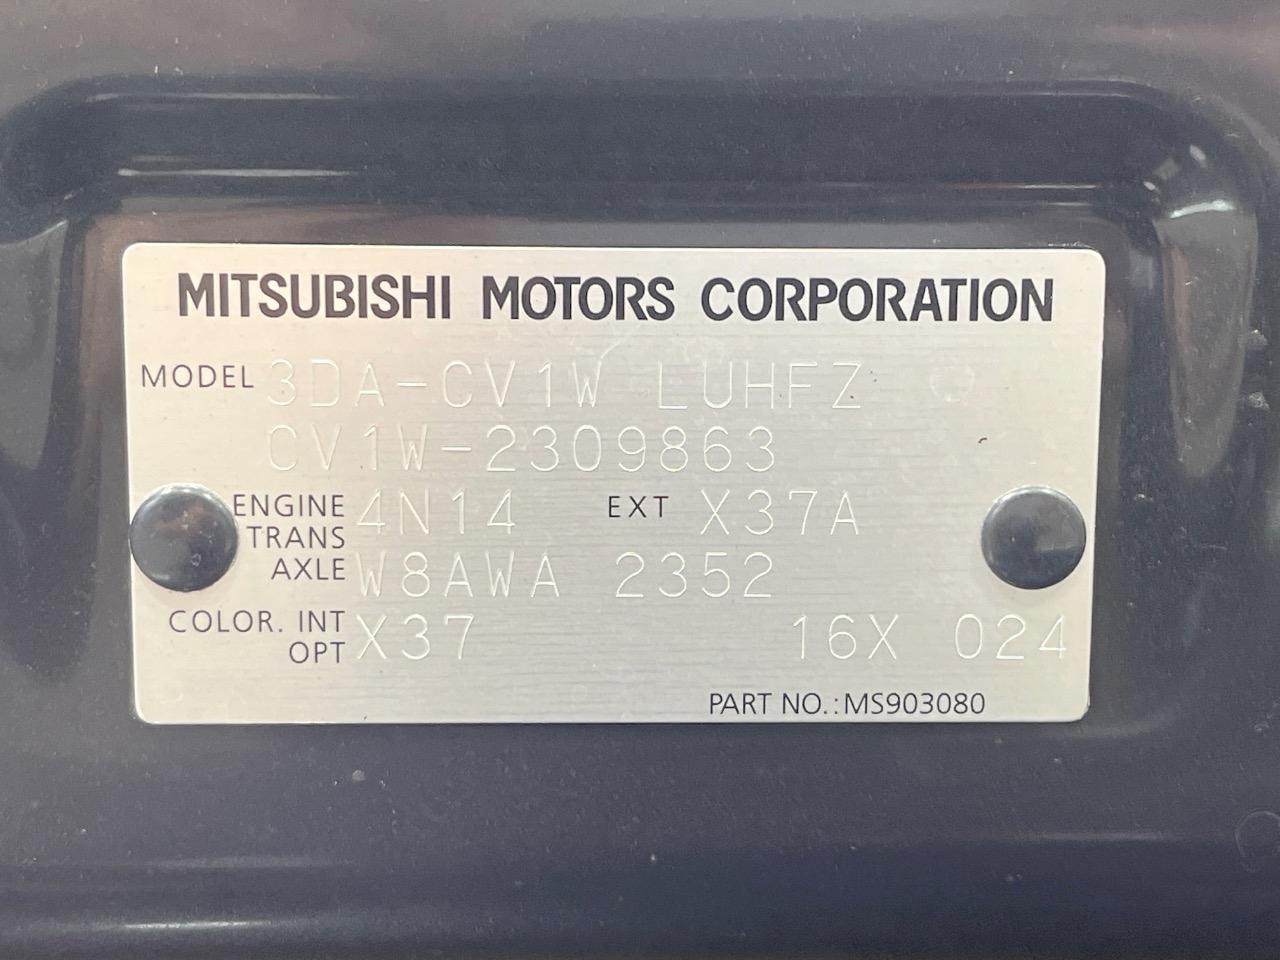 MITSUBISHI MOTORS CORPORATION
MODEL 3DA-CV1W LUHFZ
CV1W-2309863
ENGINE 4N14 EXT X37A
TRANS
AXLE W8AWA 2352
COLOR. INT X37 16X 024
OPT
PART NO.:MS903080